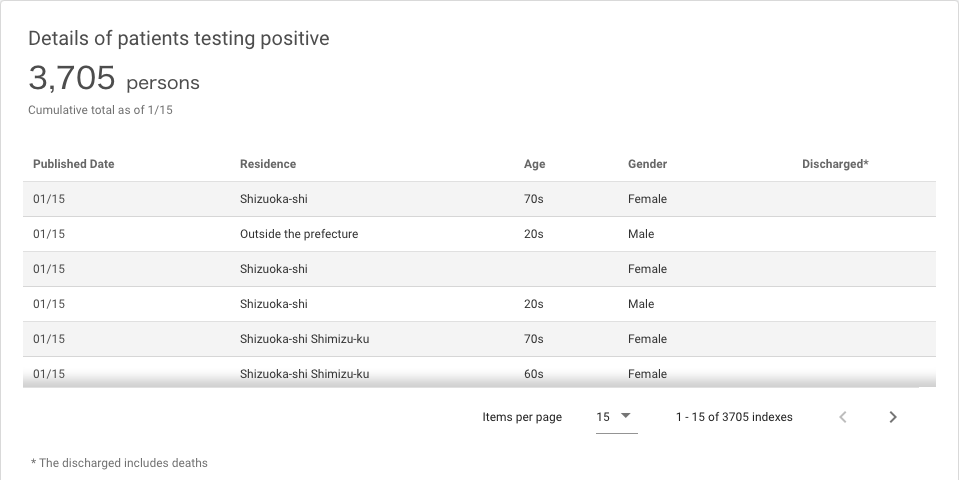 Details of patients testing positive
3,705 persons
Cumulative total as of 1/15
Published Date Residence Age Gender Discharged*
01/15 Shizuoka-shi 70s Female
01/15 Outside the prefecture 20s Male
01/15 Shizuoka-shi Female
01/15 Shizuoka-shi 20s Male
01/15 Shizuoka-shi Shimizu-ku 70s Female
01/15 Shizuoka-shi Shimizu-ku 60s Female
Items per page 15 1 - 15 of 3705 indexes
* The discharged includes deaths